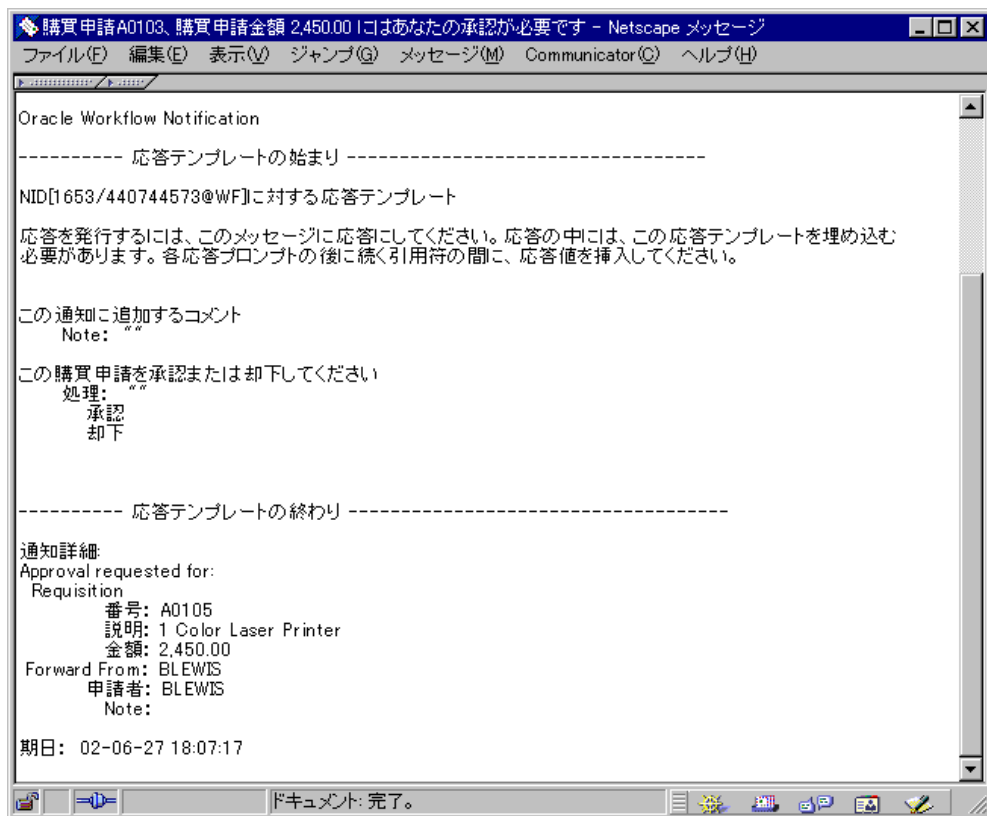 購買申請A0103、購買申請金額 2,450.00 にはあなたの承認が必要です - Netscape メッセージ
ファイル(F) 編集(E) 表示(V) ジャンプ(G) メッセージ(M) Communicator(C) ヘルプ(H)
Oracle Workflow Notification
---------- 応答テンプレートの始まり ----------------------------------
NID[1653/440744573@WF]に対する応答テンプレート
応答を発行するには、このメッセージに応答にしてください。応答の中には、この応答テンプレートを埋め込む
必要があります。各応答プロンプトの後に続く引用符の間に、応答値を挿入してください。
この通知に追加するコメント
Note: ""
この購買申請を承認または却下してください
処理: ""
承認
却下
---------- 応答テンプレートの終わり ------------------------------------
通知詳細:
Approval requested for:
Requisition
番号: A0105
説明: 1 Color Laser Printer
金額: 2,450.00
Forward From: BLEWIS
申請者: BLEWIS
Note:
期日: 02-06-27 18:07:17
ドキュメント: 完了。